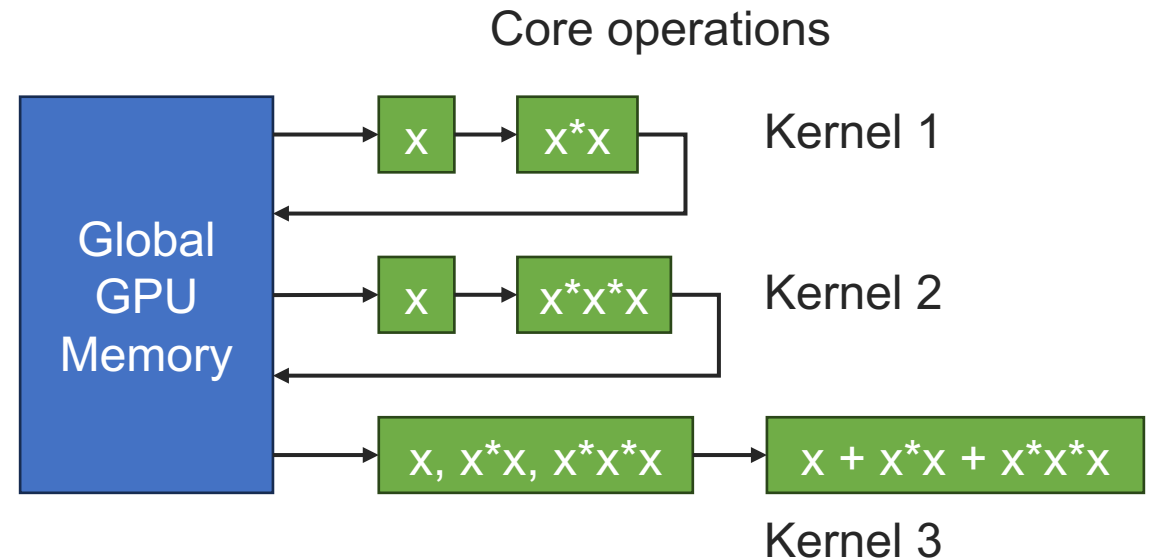 Core operations
Global
GPU
Memory
x
x*x
Kernel 1
x
x*x*x
Kernel 2
x, x*x, x*x*x
x + x*x + x*x*x
Kernel 3